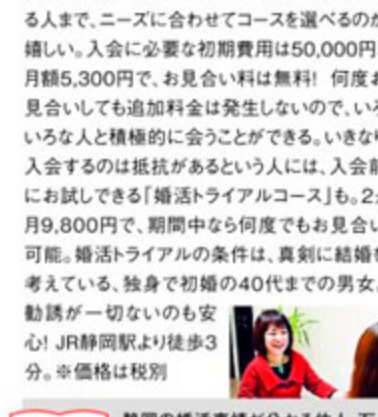 る人まで、ニーズに合わせてコースを選べるのが
嬉しい。入会に必要な初期費用は50,000円
月額5,300円で、お見合い料は無料! 何度お
見合いしても追加料金は発生しないので、いろ
いろな人と積極的に会うことができる。いきなり
入会するのは抵抗があるという人には、入会前
にお試しできる「婚活トライアルコース」も。2か
月9,800円で、期間中なら何度でもお見合い
可能。婚活トライアルの条件は、真剣に結婚を
考えている、独身で初婚の40代までの男女。
勧誘が一切ないのも安
心! JR静岡駅より徒歩3
分。※価格は税別